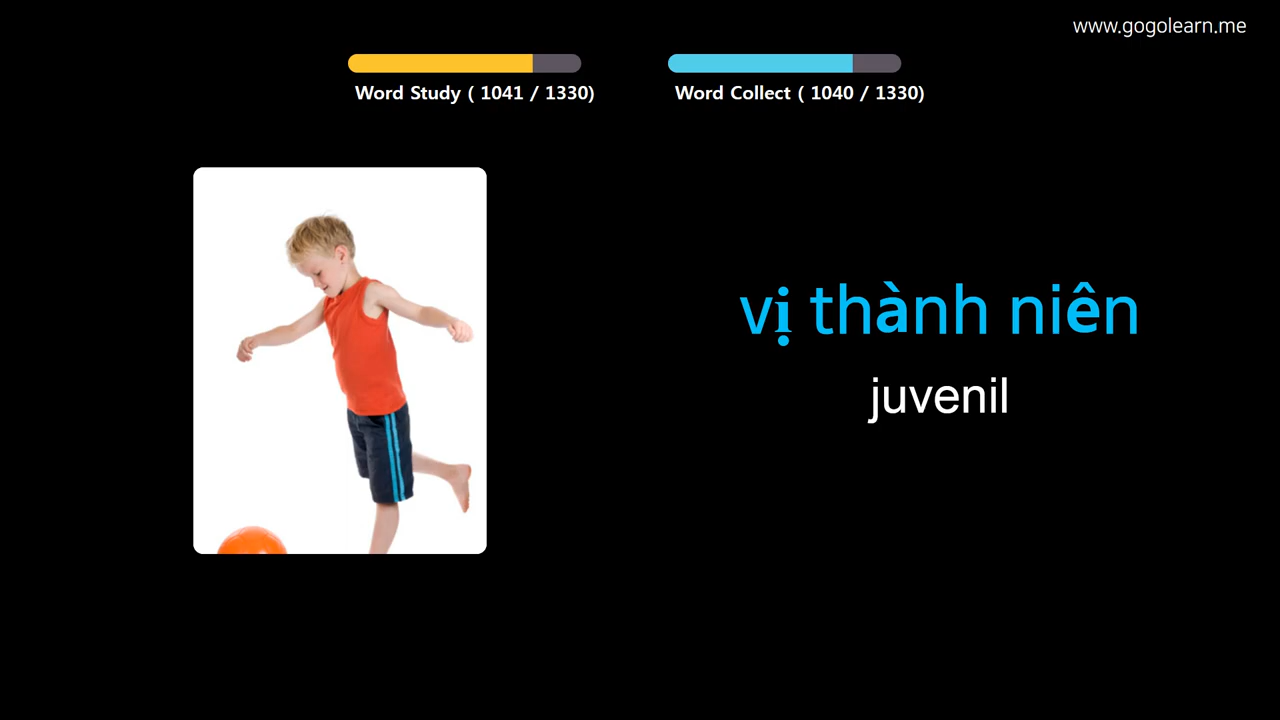 www.gogolearn.me
Word Study ( 1041 / 1330)
Word Collect ( 1040 / 1330)
vị thành niên
juvenil